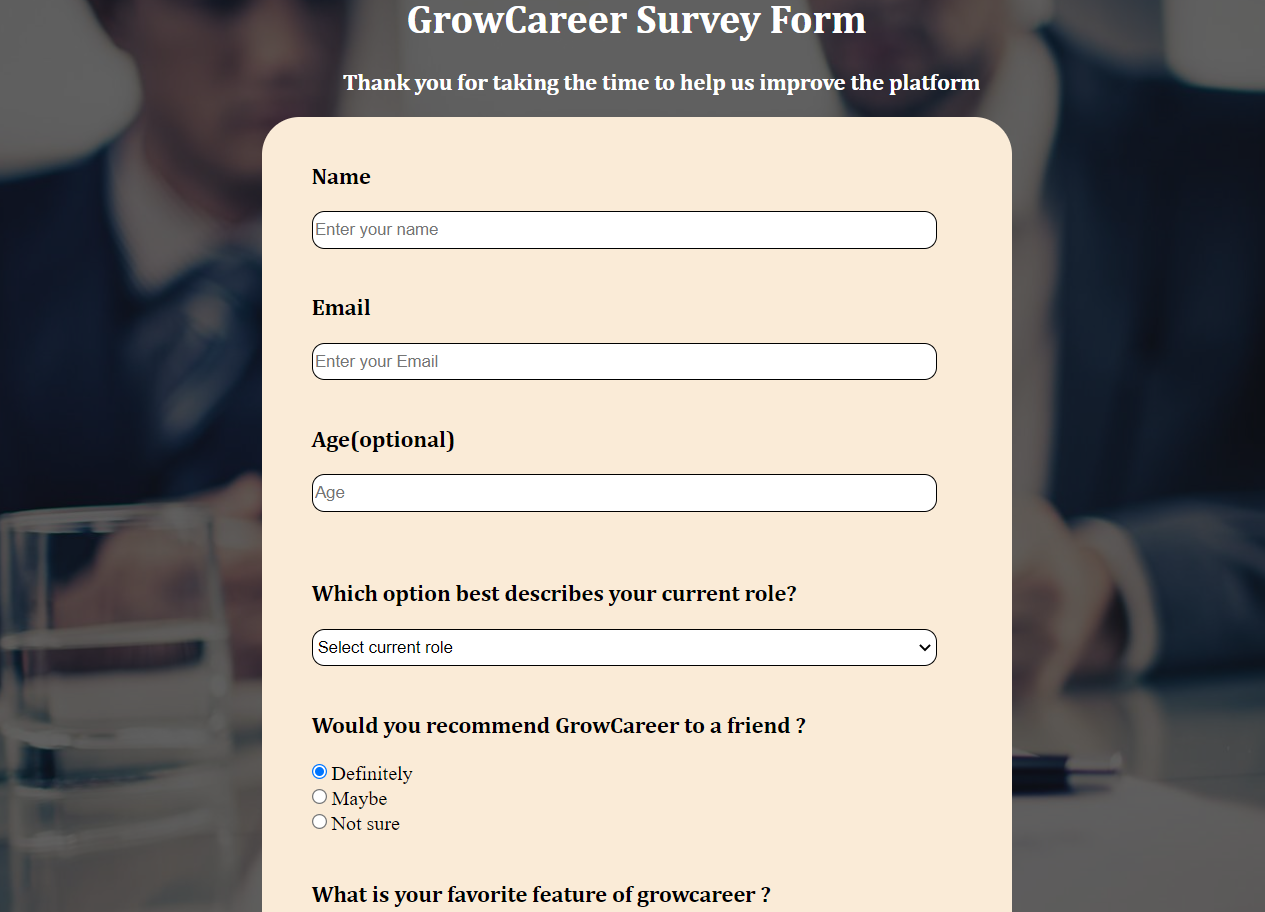 GrowCareer Survey Form
Thank you for taking the time to help us improve the platform
Name
Enter your name
Email
Enter your Email
Age(optional)
Age
Which option best describes your current role?
Select current role
Would you recommend GrowCareer to a friend ?
Definitely
Maybe
Not sure
What is your favorite feature of growcareer ?